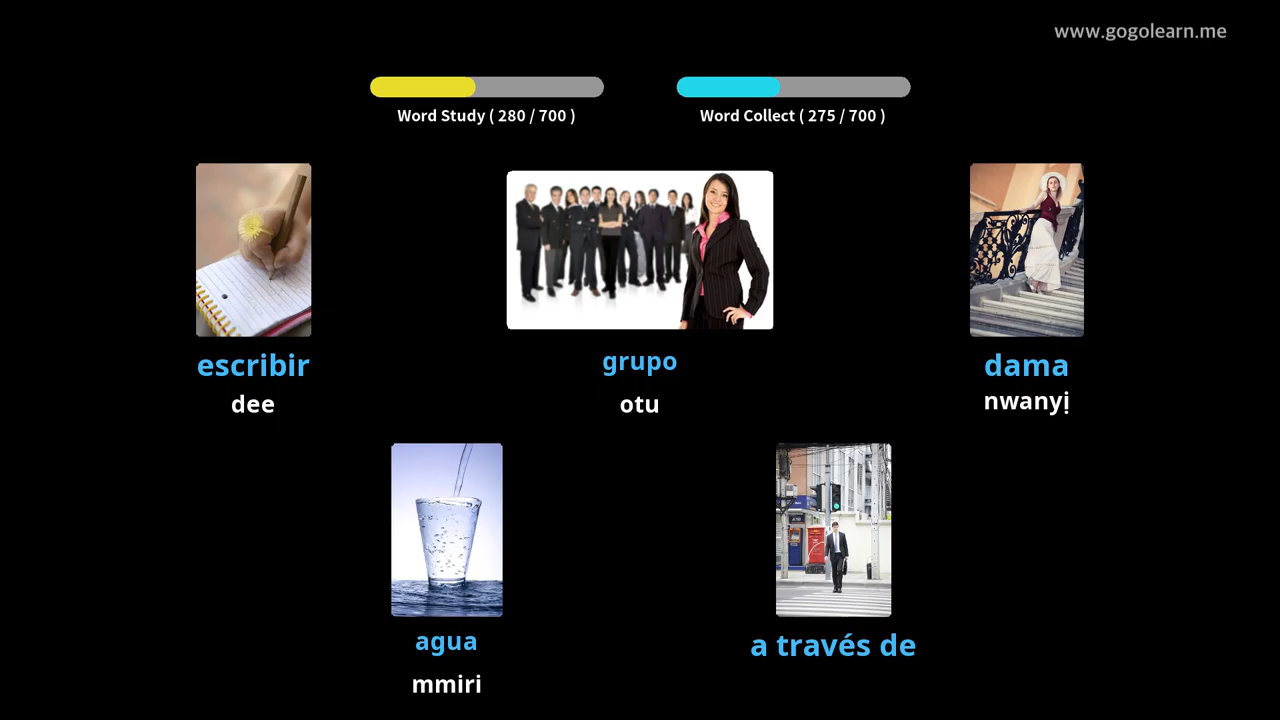 www.gogolearn.me
Word Study ( 280 / 700 )
Word Collect ( 275 / 700 )
escribir
dee
grupo
otu
dama
nwanyị
agua
mmiri
a través de